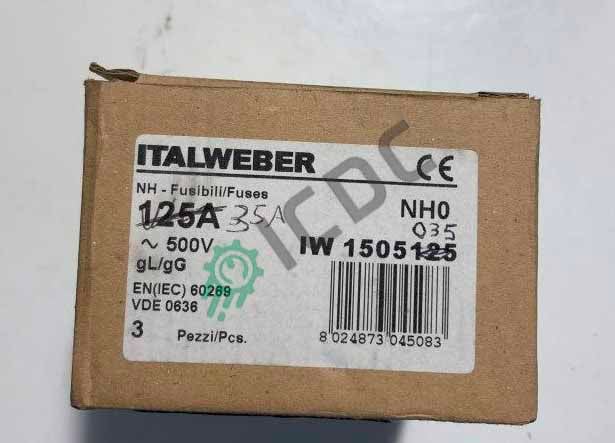 ITALWEBER CE
NH - Fusibili/Fuses
125A 35A NH0
035
~ 500V IW 1505125
gL/gG
EN(IEC) 60269
VDE 0636
3 Pezzi/Pcs.
8 024873 045083
ICDC